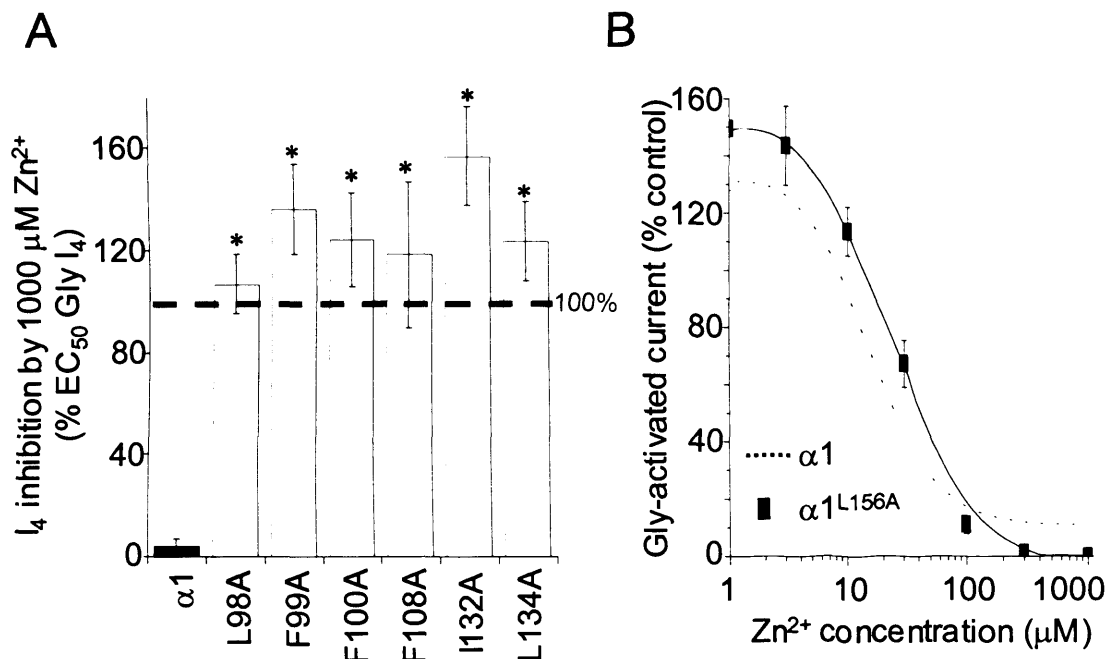 A
I₄ inhibition by 1000 μM Zn²⁺
(% EC₅₀ Gly I₄)
160
120
80
40
0
* * * * * *
100%
α1
L98A
F99A
F100A
F108A
I132A
L134A
B
Gly-activated current (% control)
160
120
80
40
0
α1
α1ᴸ¹⁵⁶ᴬ
1 10 100 1000
Zn²⁺ concentration (μM)